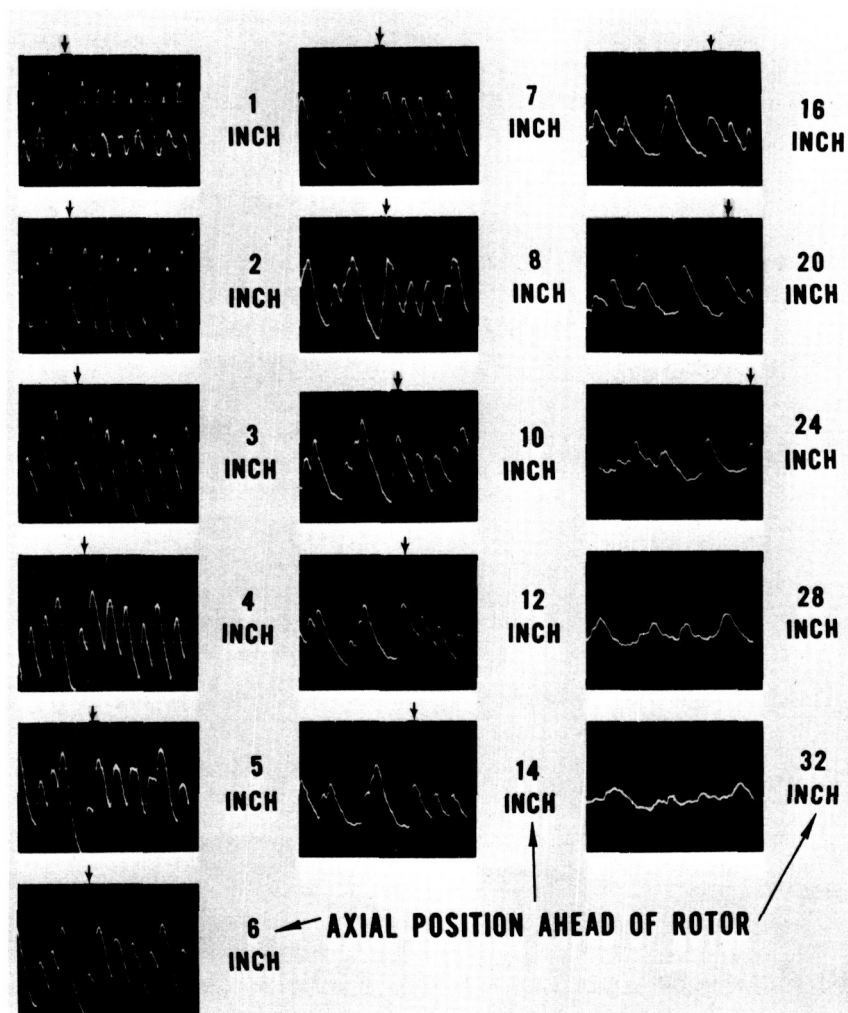 1
INCH
2
INCH
3
INCH
4
INCH
5
INCH
6
INCH
7
INCH
8
INCH
10
INCH
12
INCH
14
INCH
16
INCH
20
INCH
24
INCH
28
INCH
32
INCH
AXIAL POSITION AHEAD OF ROTOR